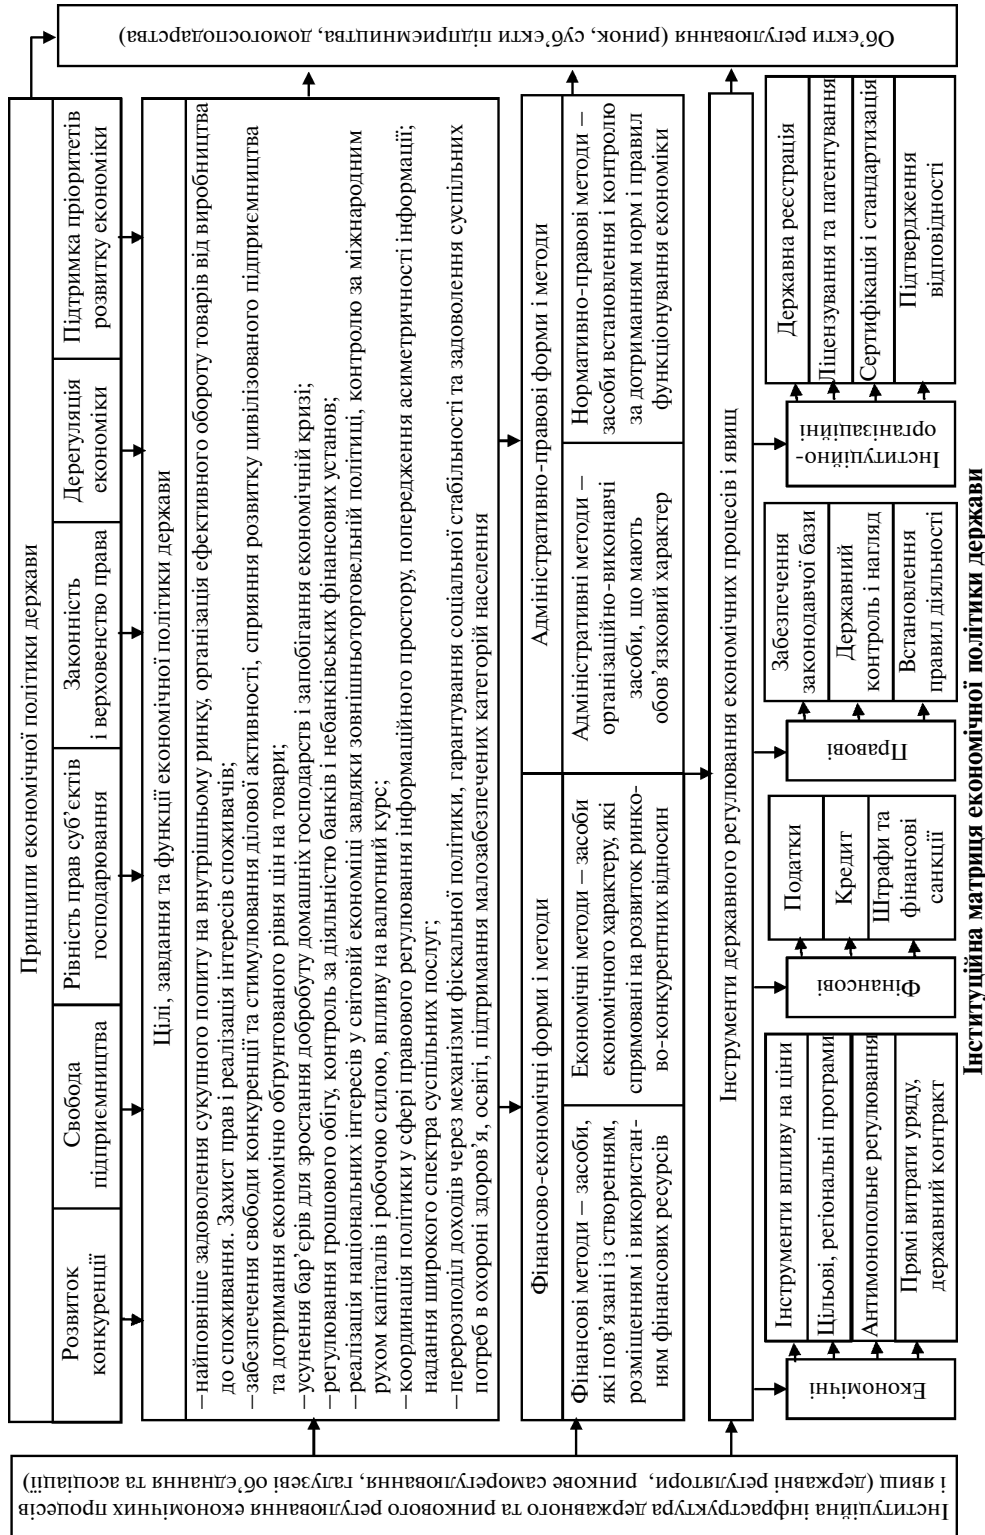 Інституційна інфраструктура державного та ринкового регулювання економічних процесів
і явищ (державні регулятори, ринкове саморегулювання, галузеві об’єднання та асоціації)
Принципи економічної політики держави
Розвиток
конкуренції
Свобода
підприємництва
Рівність прав суб’єктів
господарювання
Законність
і верховенство права
Дерегуляція
економіки
Підтримка пріоритетів
розвитку економіки
Цілі, завдання та функції економічної політики держави
–найповніше задоволення сукупного попиту на внутрішньому ринку, організація ефективного обороту товарів від виробництва
до споживання. Захист прав і реалізація інтересів споживачів;
–забезпечення свободи конкуренції та стимулювання ділової активності, сприяння розвитку цивілізованого підприємництва
та дотримання економічно обґрунтованого рівня цін на товари;
–усунення бар’єрів для зростання добробуту домашніх господарств і запобігання економічній кризі;
–регулювання грошового обігу, контроль за діяльністю банків і небанківських фінансових установ;
–реалізація національних інтересів у світовій економіці завдяки зовнішньоторговельній політиці, контролю за міжнародним
рухом капіталів і робочою силою, впливу на валютний курс;
–координація політики у сфері правового регулювання інформаційного простору, попередження асиметричності інформації;
надання широкого спектра суспільних послуг;
–перерозподіл доходів через механізми фіскальної політики, гарантування соціальної стабільності та задоволення суспільних
потреб в охороні здоров’я, освіті, підтримання малозабезпечених категорій населення
Фінансово-економічні форми і методи
Фінансові методи – засоби,
які пов’язані із створенням,
розміщенням і використан-
ням фінансових ресурсів
Економічні методи – засоби
економічного характеру, які
спрямовані на розвиток ринко-
во-конкурентних відносин
Адміністративно-правові форми і методи
Адміністративні методи –
організаційно-виконавчі
засоби, що мають
обов’язковий характер
Нормативно-правові методи –
засоби встановлення і контролю
за дотриманням норм і правил
функціонування економіки
Інструменти державного регулювання економічних процесів і явищ
Економічні
Інструменти впливу на ціни
Цільові, регіональні програми
Антимонопольне регулювання
Прямі витрати уряду,
державний контракт
Фінансові
Податки
Кредит
Штрафи та
фінансові
санкції
Правові
Забезпечення
законодавчої бази
Державний
контроль і нагляд
Встановлення
правил діяльності
Інституційно-
організаційні
Державна реєстрація
Ліцензування та патентування
Сертифікація і стандартизація
Підтвердження
відповідності
Об’єкти регулювання (ринок, суб’єкти підприємництва, домогосподарства)
Інституційна матриця економічної політики держави